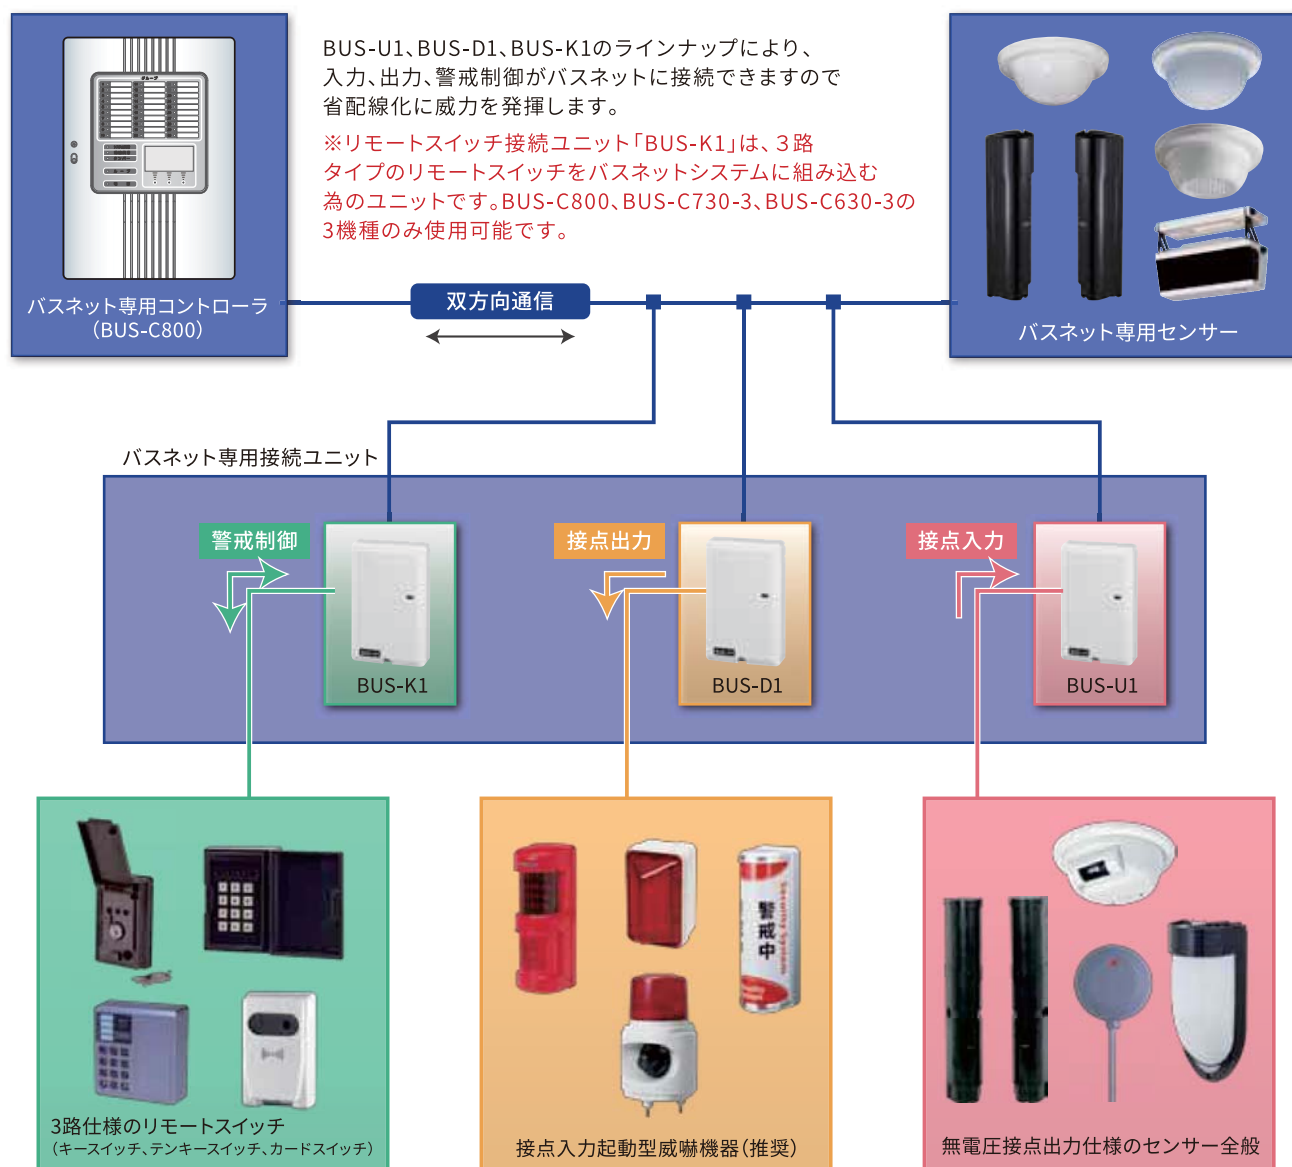 BUS-U1、BUS-D1、BUS-K1のラインナップにより、
入力、出力、警戒制御がバスネットに接続できますので
省配線化に威力を発揮します。
※リモートスイッチ接続ユニット「BUS-K1」は、3路
タイプのリモートスイッチをバスネットシステムに組み込む
為のユニットです。BUS-C800、BUS-C730-3、BUS-C630-3の
3機種のみ使用可能です。
バスネット専用コントローラ
（BUS-C800）
双方向通信
バスネット専用センサー
バスネット専用接続ユニット
警戒制御
接点出力
接点入力
BUS-K1
BUS-D1
BUS-U1
Security System
警戒中
3路仕様のリモートスイッチ
（キースイッチ、テンキースイッチ、カードスイッチ）
接点入力起動型威嚇機器（推奨）
無電圧接点出力仕様のセンサー全般